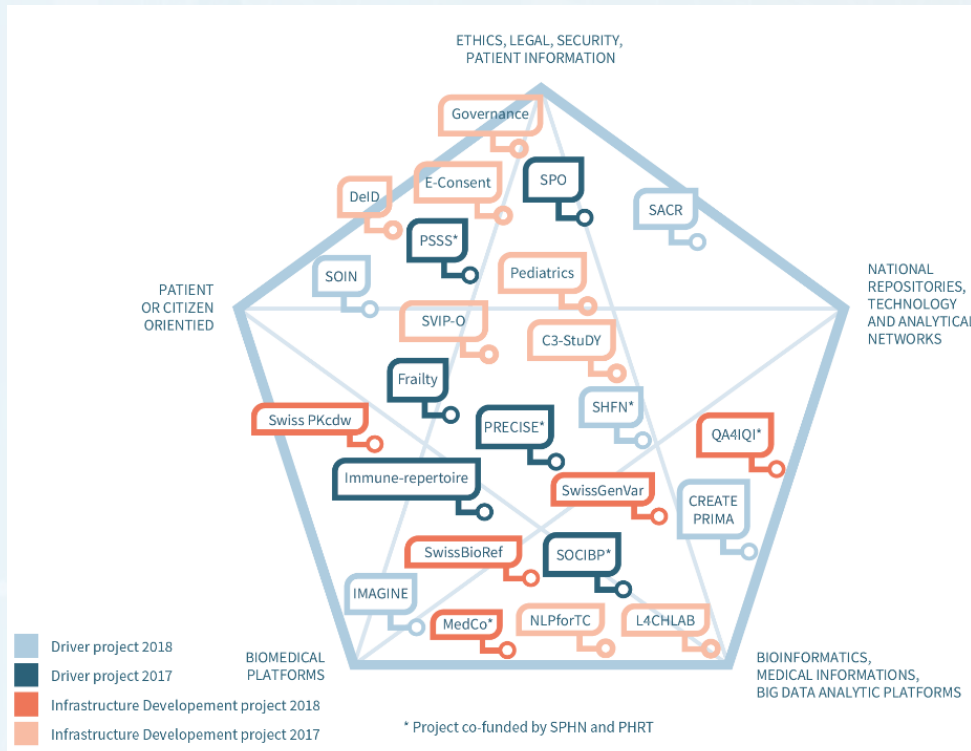 ETHICS, LEGAL, SECURITY,
PATIENT INFORMATION
Governance
E-Consent
SPO
DeID
SACR
PSSS*
SOIN
Pediatrics
PATIENT
OR CITIZEN
ORIENTIED
NATIONAL
REPOSITORIES,
TECHNOLOGY
AND ANALYTICAL
NETWORKS
SVIP-O
C3-StuDY
Frailty
SHFN*
Swiss PKcdw
PRECISE*
QA4IQI*
Immune-repertoire
SwissGenVar
CREATE
PRIMA
SwissBioRef
SOCIBP*
IMAGINE
MedCo*
NLPforTC
L4CHLAB
BIOMEDICAL
PLATFORMS
BIOINFORMATICS,
MEDICAL INFORMATIONS,
BIG DATA ANALYTIC PLATFORMS
Driver project 2018
Driver project 2017
Infrastructure Developement project 2018
Infrastructure Developement project 2017
* Project co-funded by SPHN and PHRT